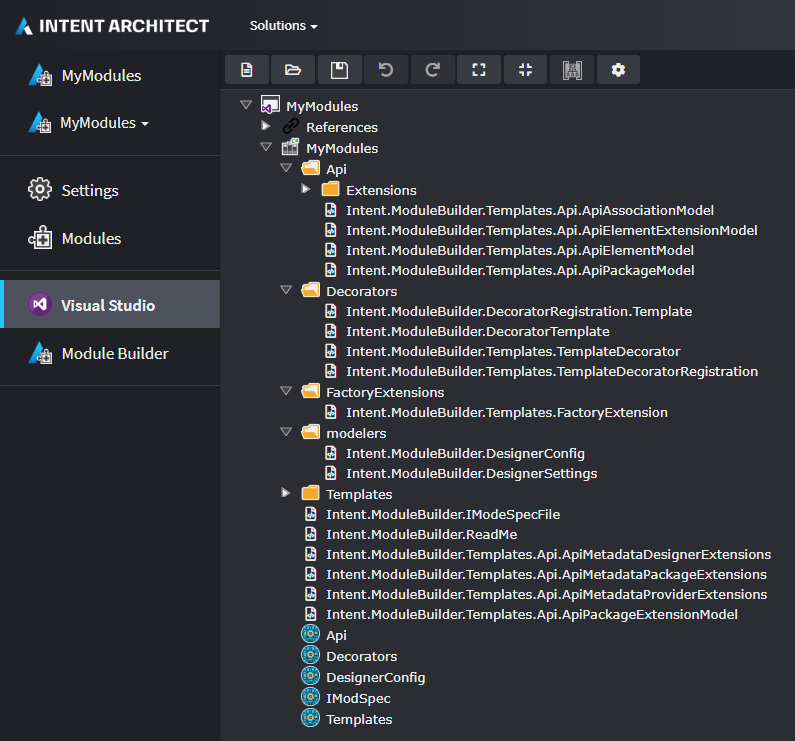 INTENT ARCHITECT Solutions
MyModules
MyModules
Settings
Modules
Visual Studio
Module Builder
MyModules
References
MyModules
Api
Extensions
Intent.ModuleBuilder.Templates.Api.ApiAssociationModel
Intent.ModuleBuilder.Templates.Api.ApiElementExtensionModel
Intent.ModuleBuilder.Templates.Api.ApiElementModel
Intent.ModuleBuilder.Templates.Api.ApiPackageModel
Decorators
Intent.ModuleBuilder.DecoratorRegistration.Template
Intent.ModuleBuilder.DecoratorTemplate
Intent.ModuleBuilder.Templates.TemplateDecorator
Intent.ModuleBuilder.Templates.TemplateDecoratorRegistration
FactoryExtensions
Intent.ModuleBuilder.Templates.FactoryExtension
modelers
Intent.ModuleBuilder.DesignerConfig
Intent.ModuleBuilder.DesignerSettings
Templates
Intent.ModuleBuilder.IModeSpecFile
Intent.ModuleBuilder.ReadMe
Intent.ModuleBuilder.Templates.Api.ApiMetadataDesignerExtensions
Intent.ModuleBuilder.Templates.Api.ApiMetadataPackageExtensions
Intent.ModuleBuilder.Templates.Api.ApiMetadataProviderExtensions
Intent.ModuleBuilder.Templates.Api.ApiPackageExtensionModel
Api
Decorators
DesignerConfig
IModSpec
Templates